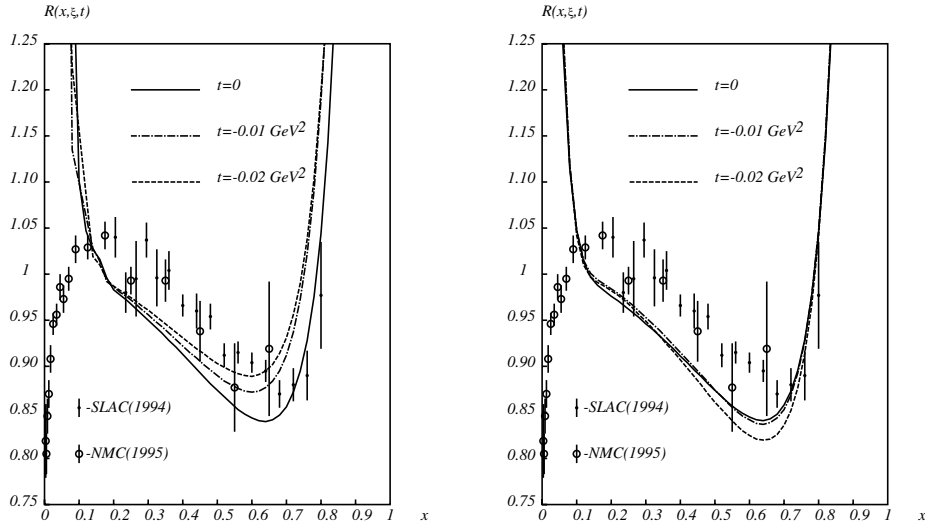 R(x,ξ,t)
1.25
1.20
1.15
1.10
1.05
1
0.95
0.90
0.85
0.80
0.75
t=0
t=-0.01 GeV2
t=-0.02 GeV2
-SLAC(1994)
-NMC(1995)
0 0.1 0.2 0.3 0.4 0.5 0.6 0.7 0.8 0.9 1 x
R(x,ξ,t)
1.25
1.20
1.15
1.10
1.05
1
0.95
0.90
0.85
0.80
0.75
t=0
t=-0.01 GeV2
t=-0.02 GeV2
-SLAC(1994)
-NMC(1995)
0 0.1 0.2 0.3 0.4 0.5 0.6 0.7 0.8 0.9 1 x